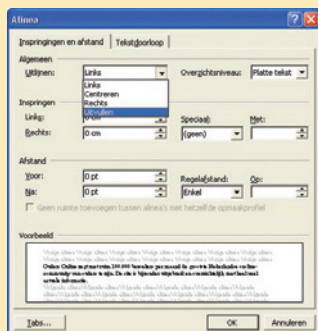 Alinea
Inspringingen en afstand Tekstdoorloop
Algemeen
Uitlijnen: Links Overzichtsniveau: Platte tekst
Links
Centreren
Rechts
Uitvullen
Inspringen
Links: 0 cm Speciaal: Met:
Rechts: 0 cm (geen)
Afstand
Voor: 0 pt Regelafstand: Op:
Na: 0 pt Enkel
Geen ruimte toevoegen tussen alinea's met hetzelfde opmaakprofiel
Voorbeeld
Tabs... OK Annuleren